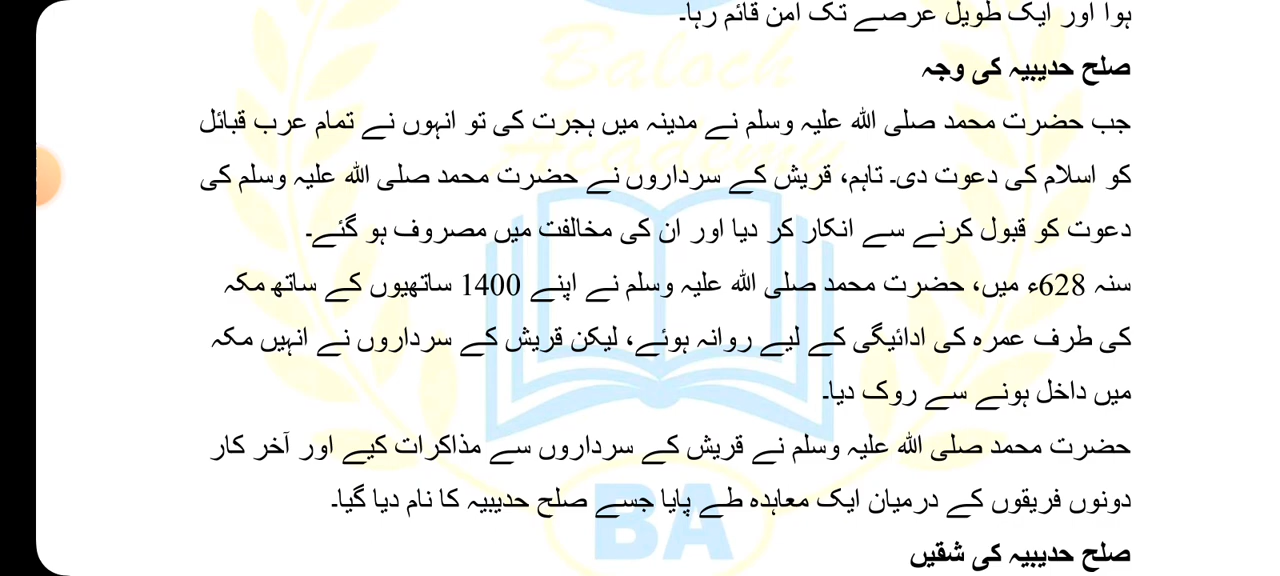 ہوا اور ایک طویل عرصے تک امن قائم رہا۔
صلح حدیبیہ کی وجہ
جب حضرت محمد صلی اللہ علیہ وسلم نے مدینہ میں ہجرت کی تو انہوں نے تمام عرب قبائل
کو اسلام کی دعوت دی۔ تاہم، قریش کے سرداروں نے حضرت محمد صلی اللہ علیہ وسلم کی
دعوت کو قبول کرنے سے انکار کر دیا اور ان کی مخالفت میں مصروف ہو گئے۔
سنہ 628ء میں، حضرت محمد صلی اللہ علیہ وسلم نے اپنے 1400 ساتھیوں کے ساتھ مکہ
کی طرف عمرہ کی ادائیگی کے لیے روانہ ہوئے، لیکن قریش کے سرداروں نے انہیں مکہ
میں داخل ہونے سے روک دیا۔
حضرت محمد صلی اللہ علیہ وسلم نے قریش کے سرداروں سے مذاکرات کیے اور آخر کار
دونوں فریقوں کے درمیان ایک معاہدہ طے پایا جسے صلح حدیبیہ کا نام دیا گیا۔
صلح حدیبیہ کی شقیں
Baloch
Academy
BA